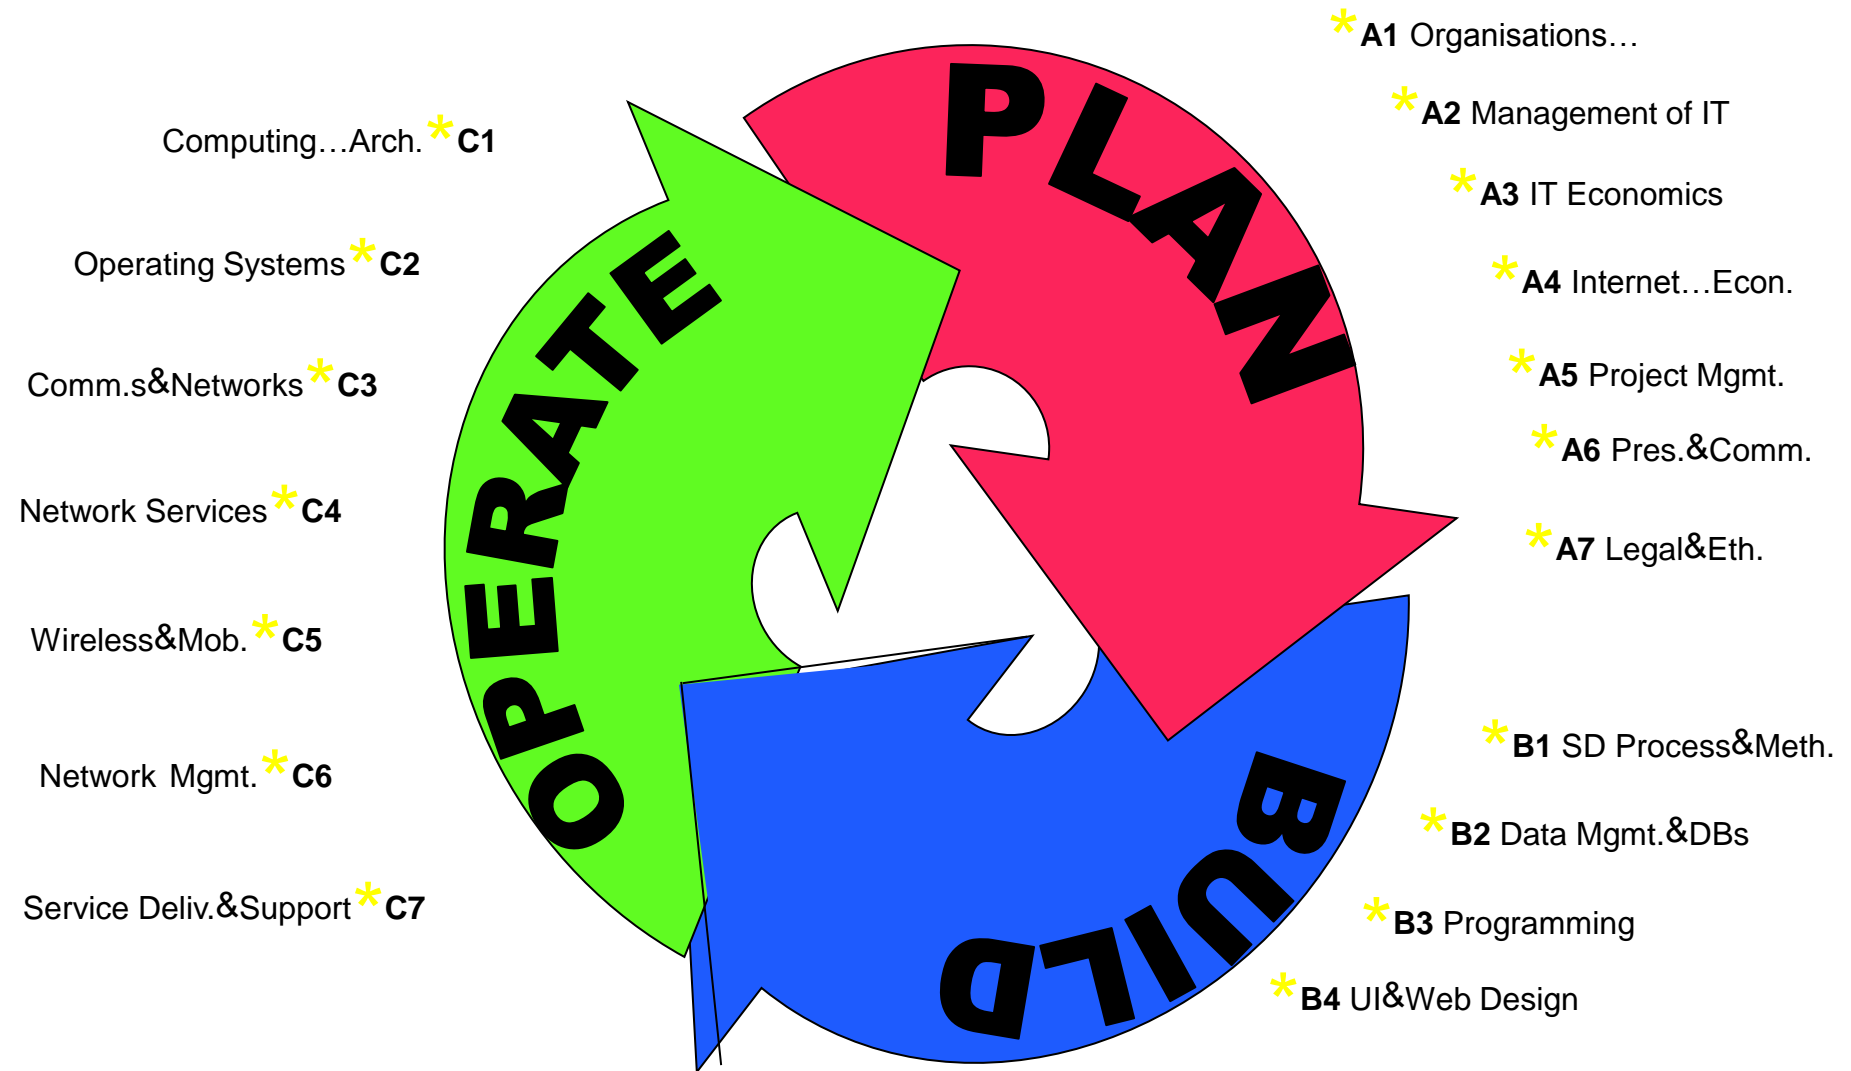 PLAN
BUILD
OPERATE
* A1 Organisations…
* A2 Management of IT
* A3 IT Economics
* A4 Internet…Econ.
* A5 Project Mgmt.
* A6 Pres.&Comm.
* A7 Legal&Eth.
* B1 SD Process&Meth.
* B2 Data Mgmt.&DBs
* B3 Programming
* B4 UI&Web Design
Computing…Arch. * C1
Operating Systems * C2
Comm.s&Networks * C3
Network Services * C4
Wireless&Mob. * C5
Network Mgmt. * C6
Service Deliv.&Support * C7